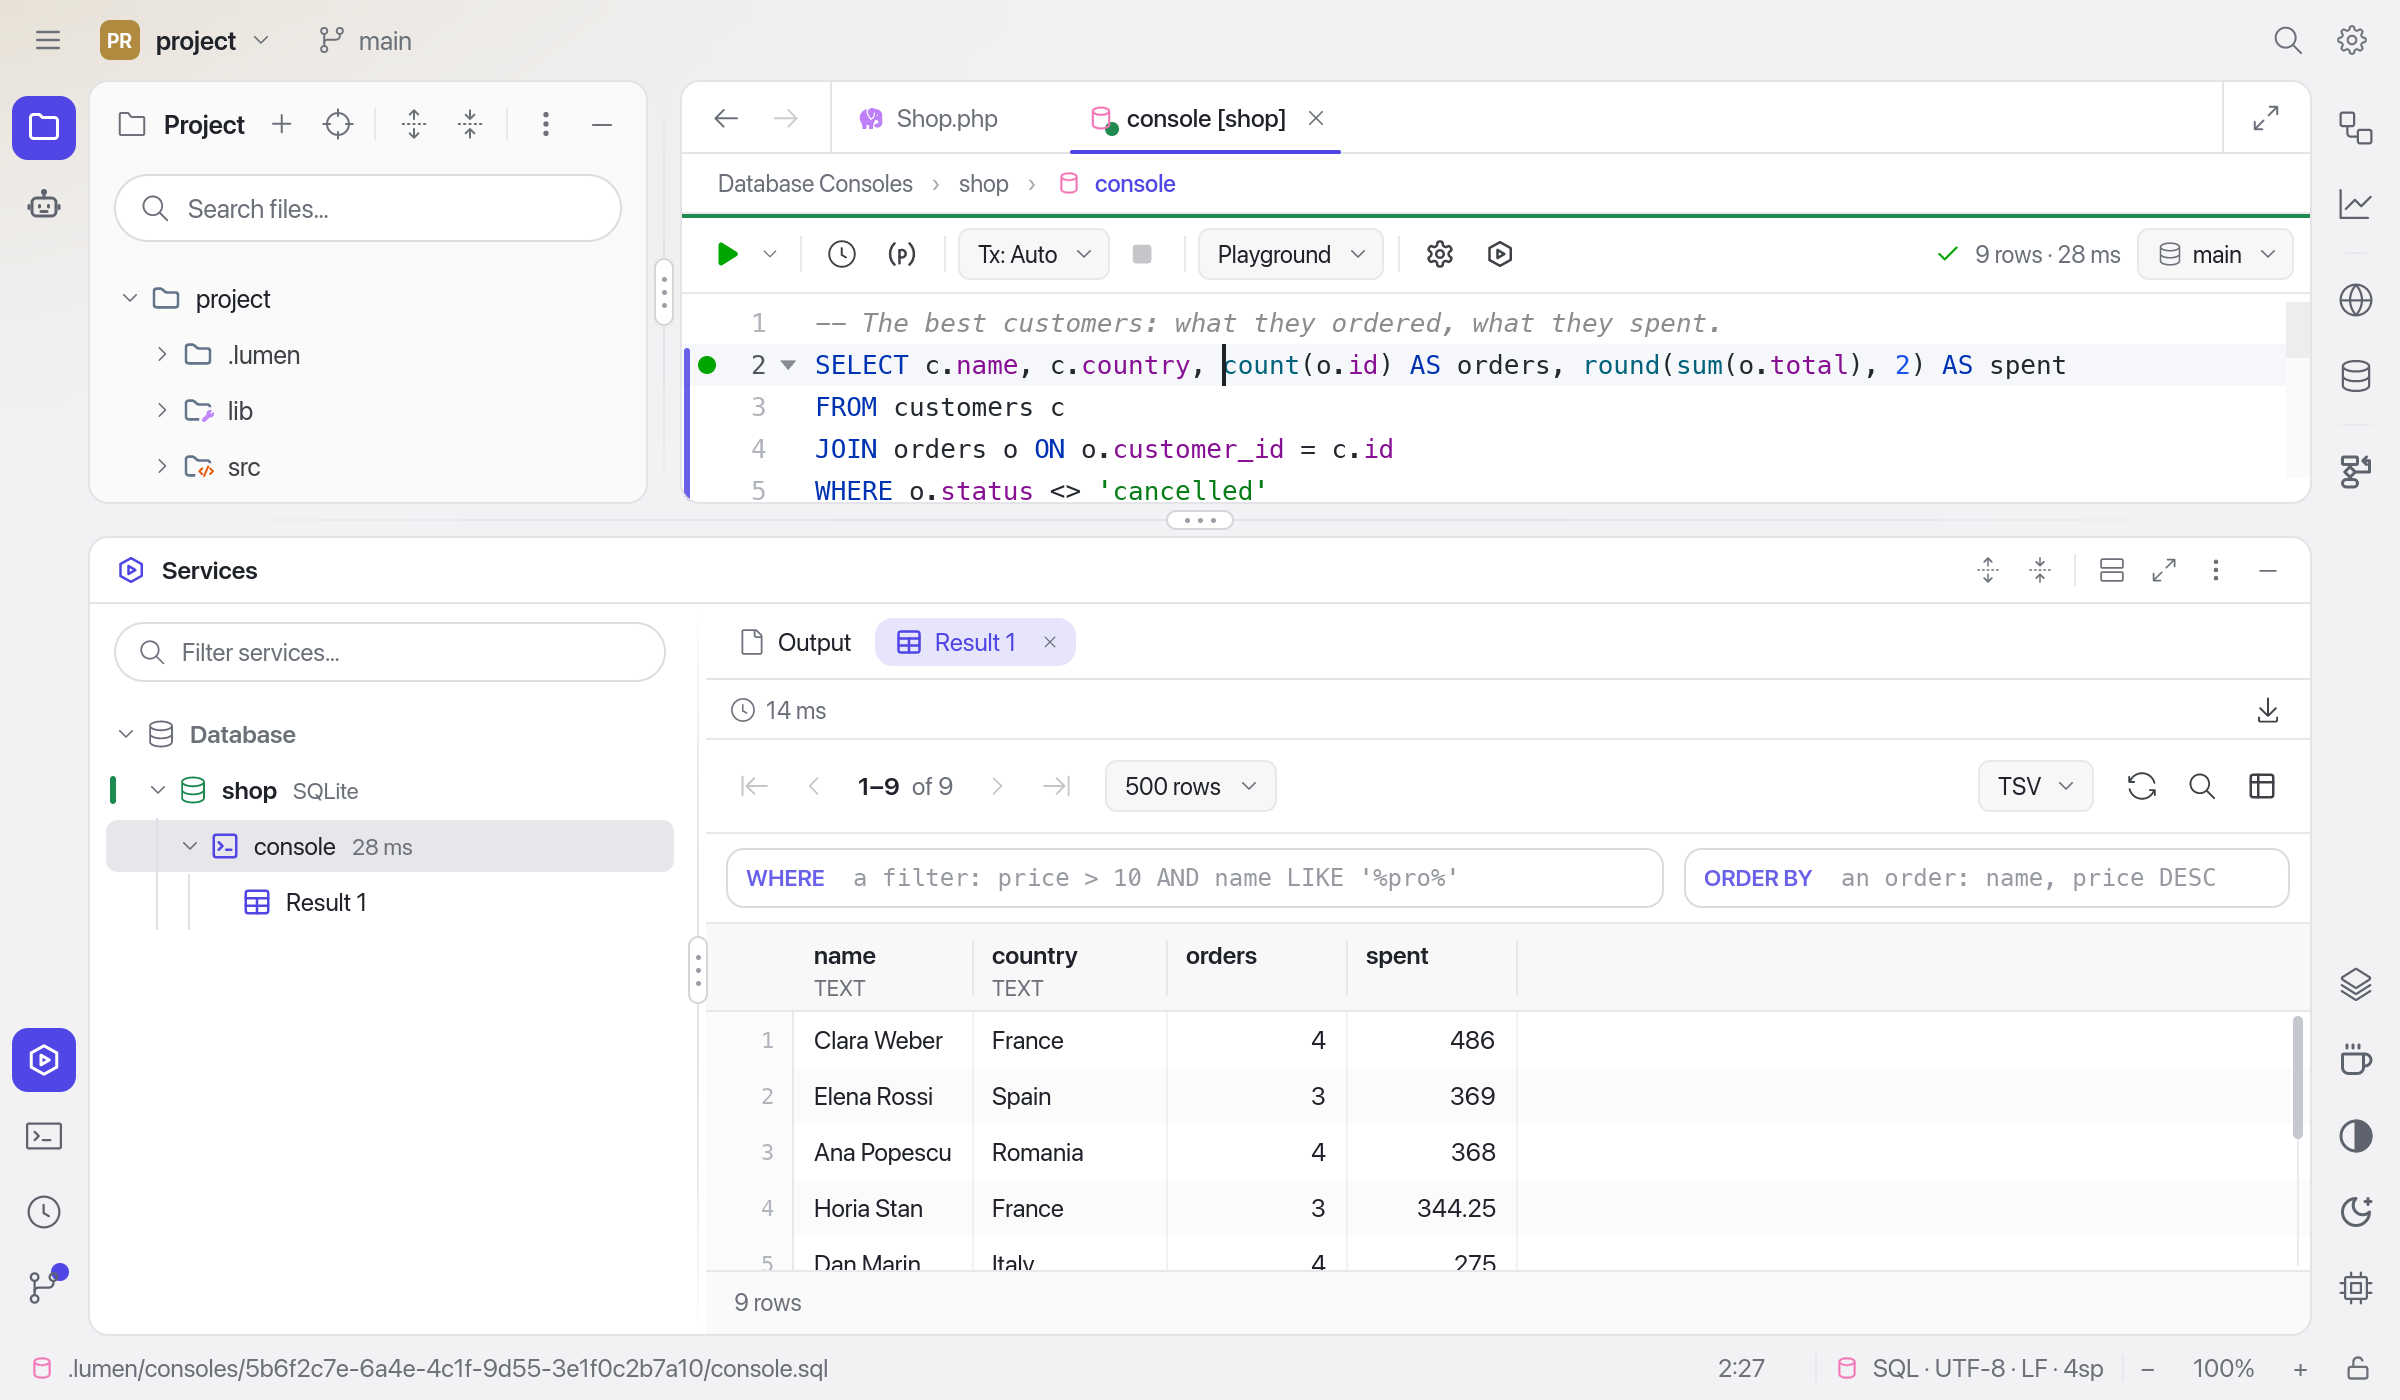 PR project main
Project
Search files...
project
.lumen
lib
src
Shop.php console [shop]
Database Consoles › shop › console
(p) Tx: Auto Playground 9 rows · 28 ms main
1 -- The best customers: what they ordered, what they spent.
2 SELECT c.name, c.country, count(o.id) AS orders, round(sum(o.total), 2) AS spent
3 FROM customers c
4 JOIN orders o ON o.customer_id = c.id
5 WHERE o.status <> 'cancelled'
Services
Filter services...
Database
shop SQLite
console 28 ms
Result 1
Output Result 1
14 ms
1–9 of 9 500 rows TSV
WHERE a filter: price > 10 AND name LIKE '%pro%' ORDER BY an order: name, price DESC
name country orders spent
TEXT TEXT
1 Clara Weber France 4 486
2 Elena Rossi Spain 3 369
3 Ana Popescu Romania 4 368
4 Horia Stan France 3 344.25
5 Dan Marin Italy 4 275
9 rows
.lumen/consoles/5b6f2c7e-6a4e-4c1f-9d55-3e1f0c2b7a10/console.sql 2:27 SQL · UTF-8 · LF · 4sp − 100% +